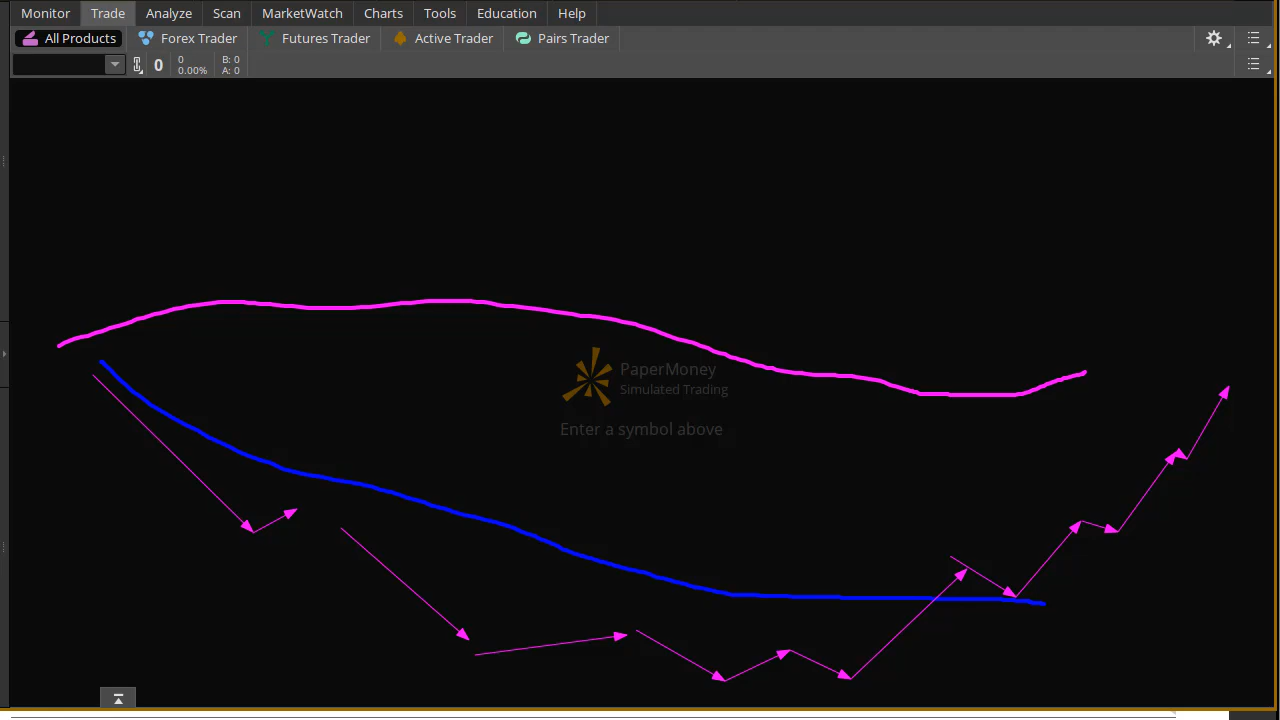 Monitor Trade Analyze Scan MarketWatch Charts Tools Education Help
All Products Forex Trader Futures Trader Active Trader Pairs Trader
0 0 B: 0
0.00% A: 0
PaperMoney
Simulated Trading
Enter a symbol above